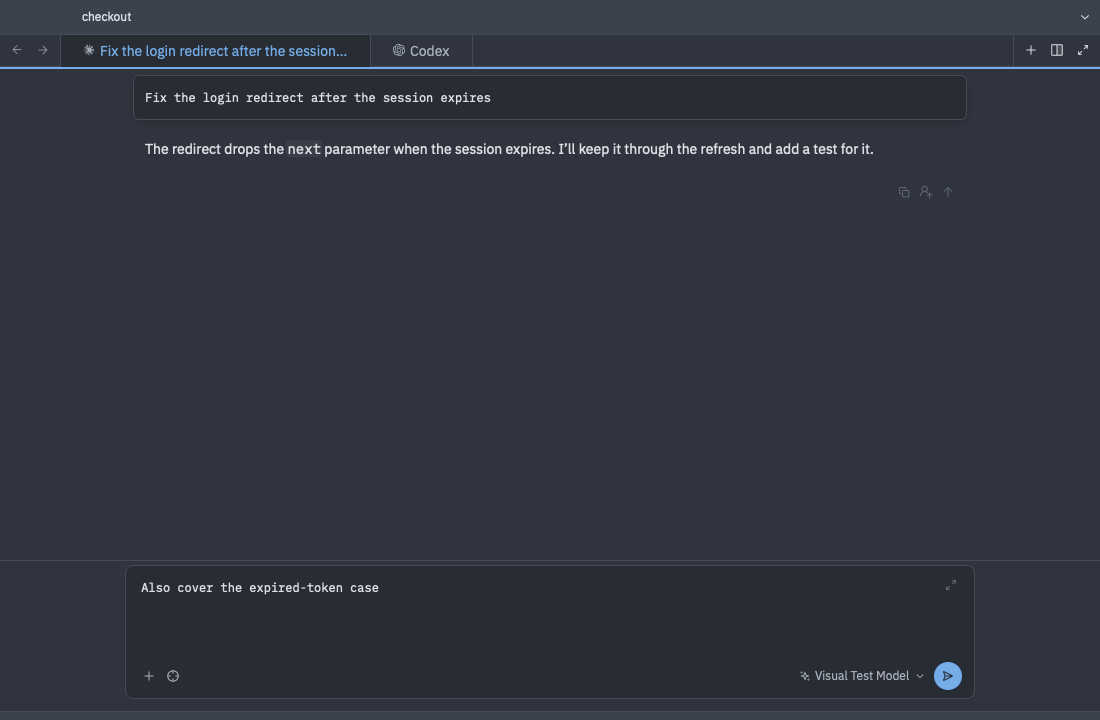 checkout
Fix the login redirect after the session...
Codex
Fix the login redirect after the session expires
The redirect drops the next parameter when the session expires. I’ll keep it through the refresh and add a test for it.
Also cover the expired-token case
Visual Test Model